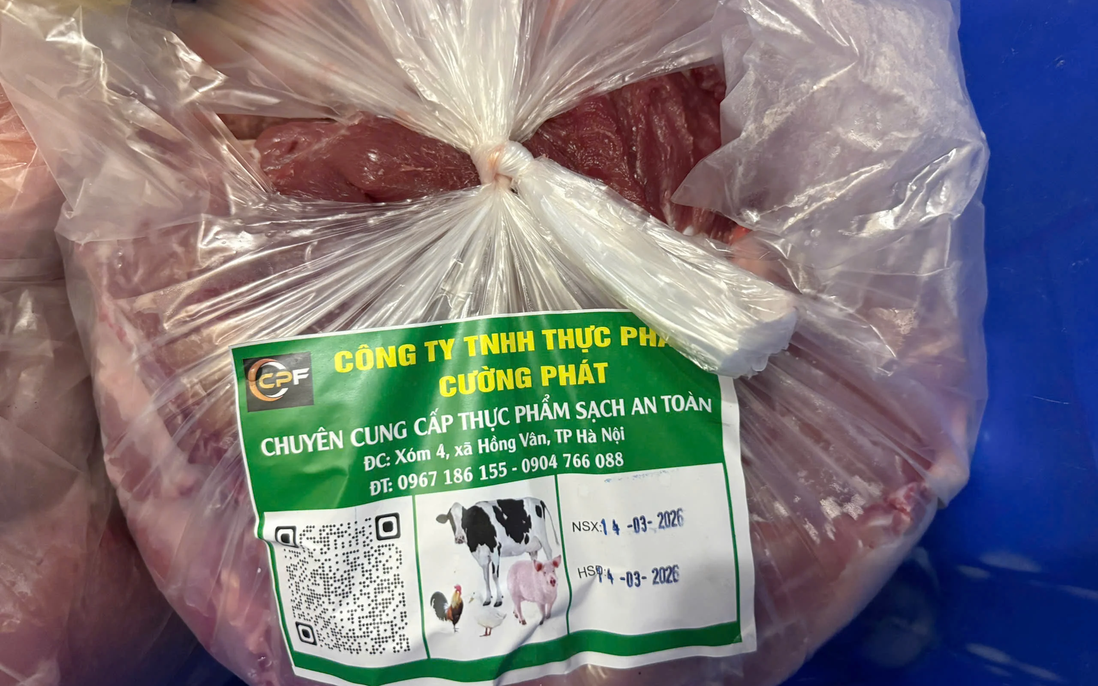 CPF
CÔNG TY TNHH THỰC
CƯỜNG PHÁT
CHUYÊN CUNG CẤP THỰC PHẨM SẠCH AN TOÀN
ĐC: Xóm 4, xã Hồng Vân, TP Hà Nội
ĐT: 0967 186 155 - 0904 766 088
NSX: 14 -03- 2026
14 -03- 2026